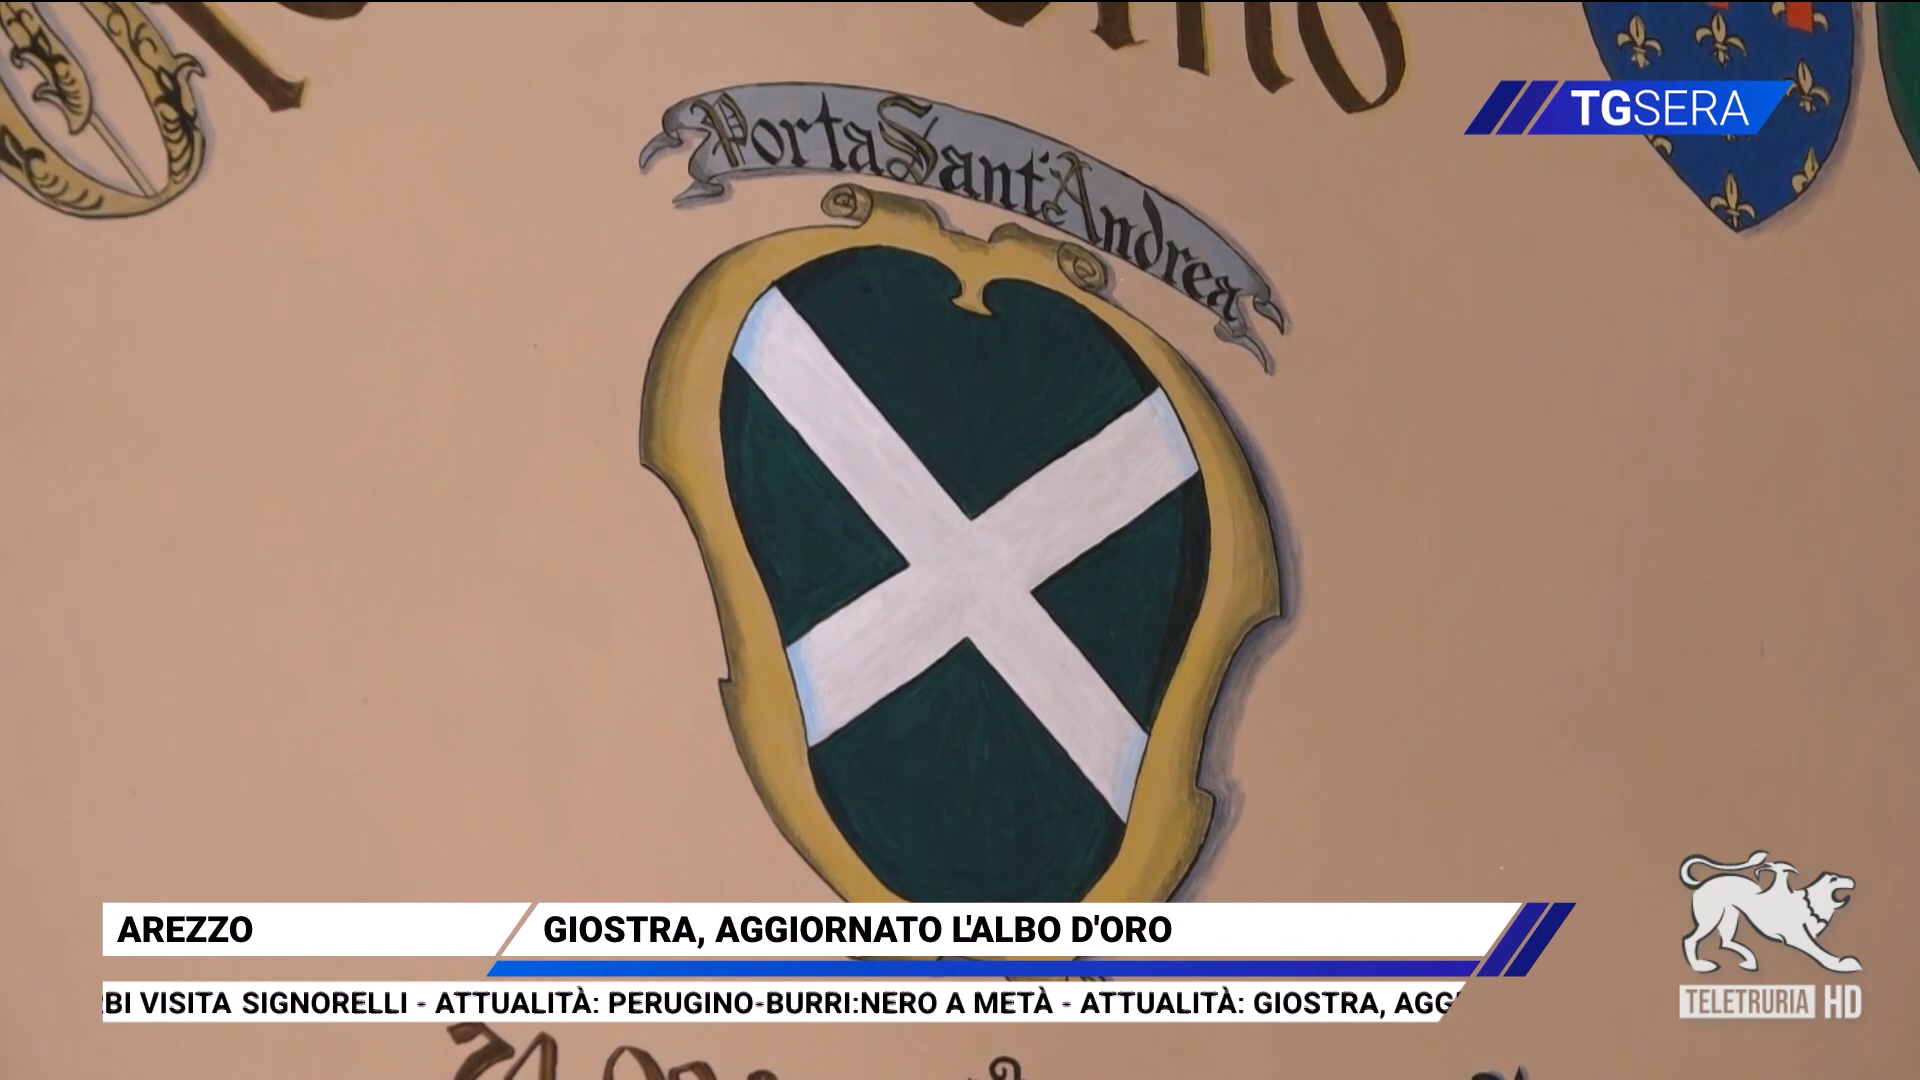 TGSERA
Porta Sant'Andrea
AREZZO
GIOSTRA, AGGIORNATO L'ALBO D'ORO
BI VISITA SIGNORELLI - ATTUALITÀ: PERUGINO-BURRI:NERO A METÀ - ATTUALITÀ: GIOSTRA, AGG
TELETRURIA HD